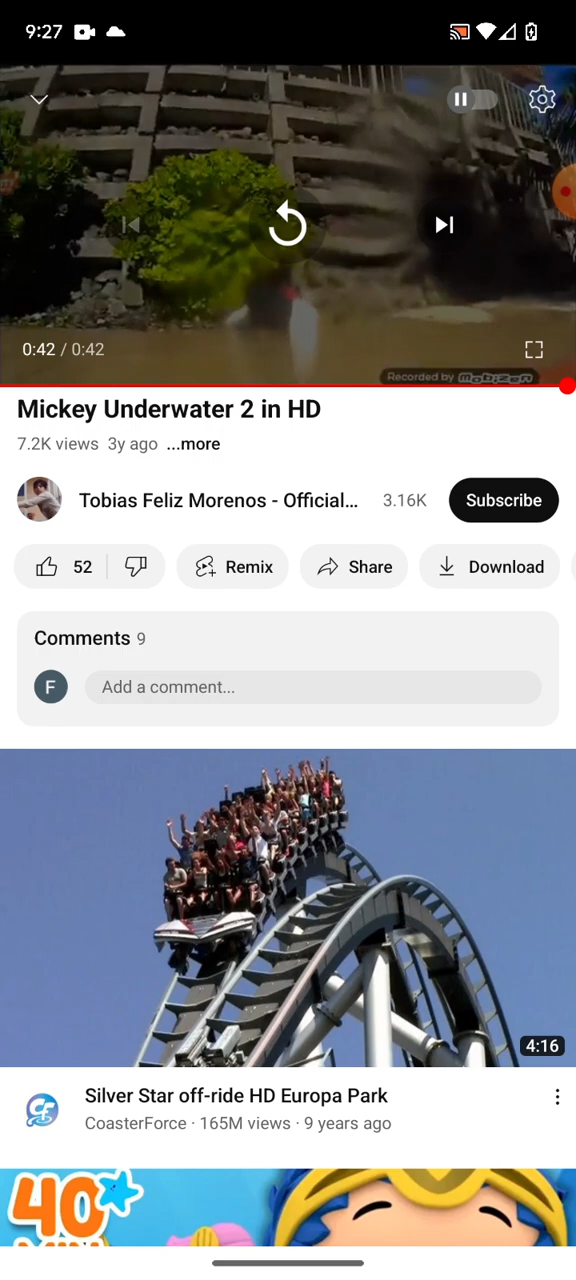 9:27
0:42 / 0:42
Recorded by mobizen
Mickey Underwater 2 in HD
7.2K views 3y ago ...more
Tobias Feliz Morenos - Official... 3.16K Subscribe
52 Remix Share Download
Comments 9
F Add a comment...
4:16
CF Silver Star off-ride HD Europa Park
CoasterForce · 165M views · 9 years ago
40